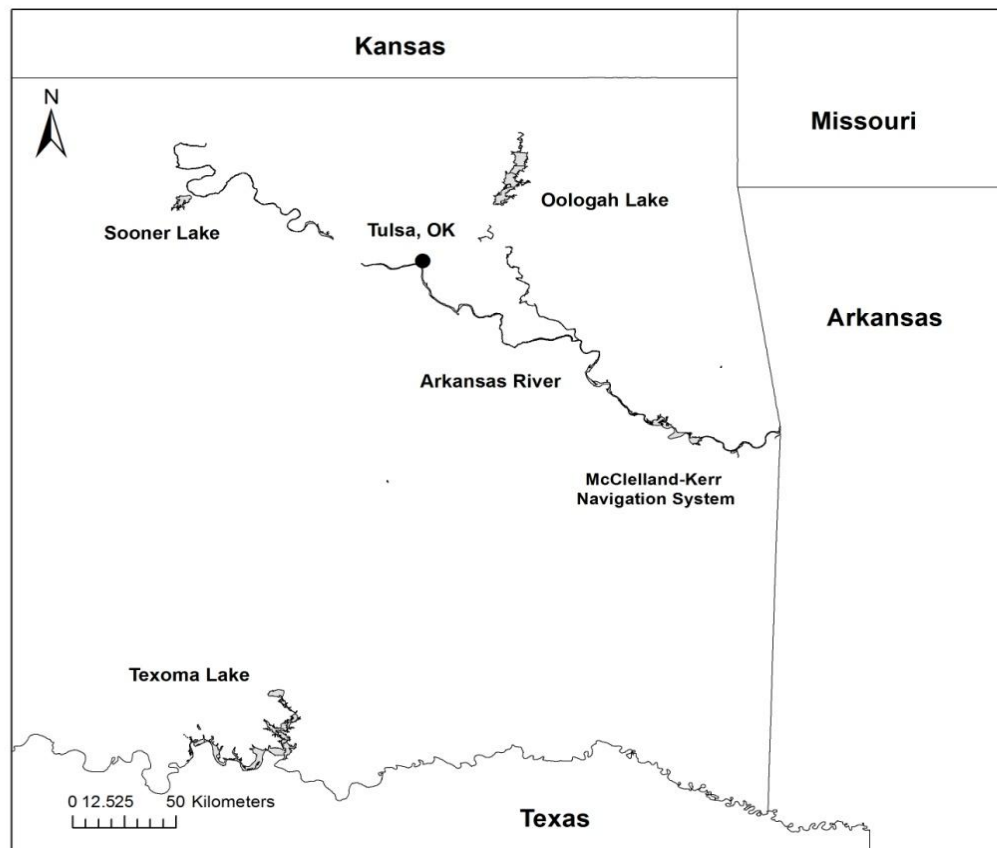 Kansas
N
Missouri
Oologah Lake
Sooner Lake
Tulsa, OK
Arkansas
Arkansas River
McClelland-Kerr
Navigation System
Texoma Lake
0 12.525 50 Kilometers
Texas